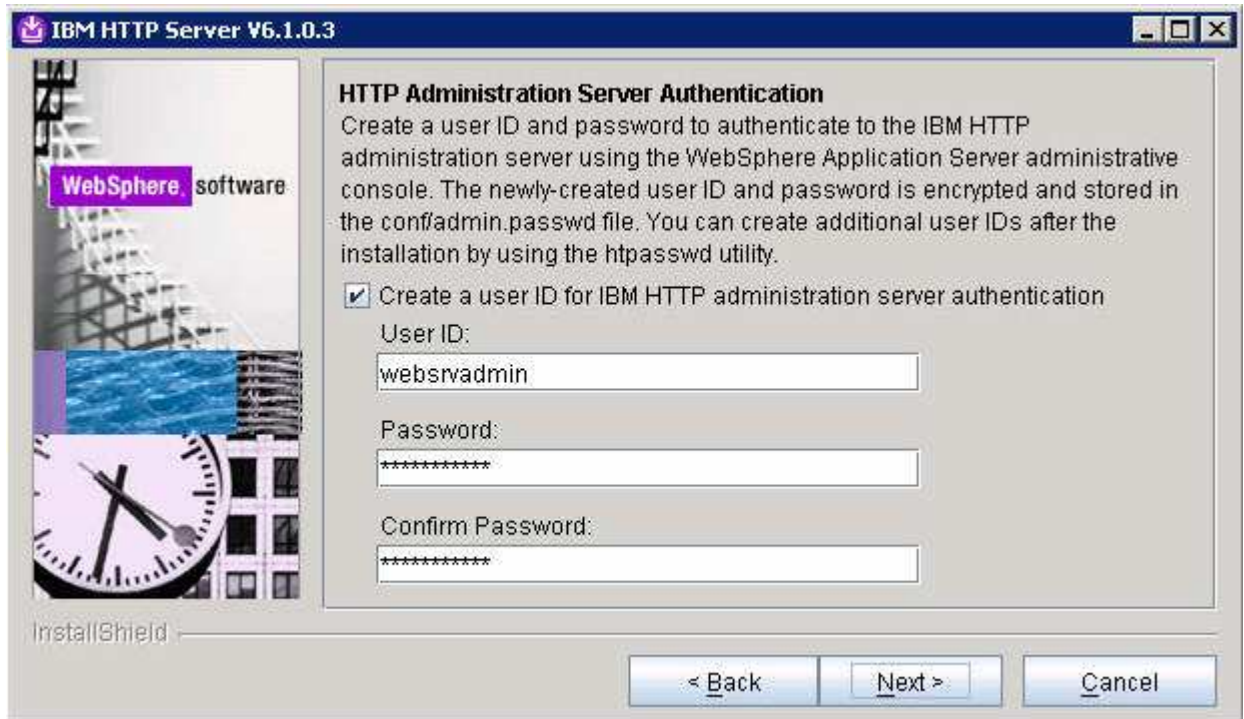 IBM HTTP Server V6.1.0.3
WebSphere. software
HTTP Administration Server Authentication
Create a user ID and password to authenticate to the IBM HTTP
administration server using the WebSphere Application Server administrative
console. The newly-created user ID and password is encrypted and stored in
the conf/admin.passwd file. You can create additional user IDs after the
installation by using the htpasswd utility.
Create a user ID for IBM HTTP administration server authentication
User ID:
websrvadmin
Password:
***********
Confirm Password:
***********
InstallShield
< Back
Next >
Cancel